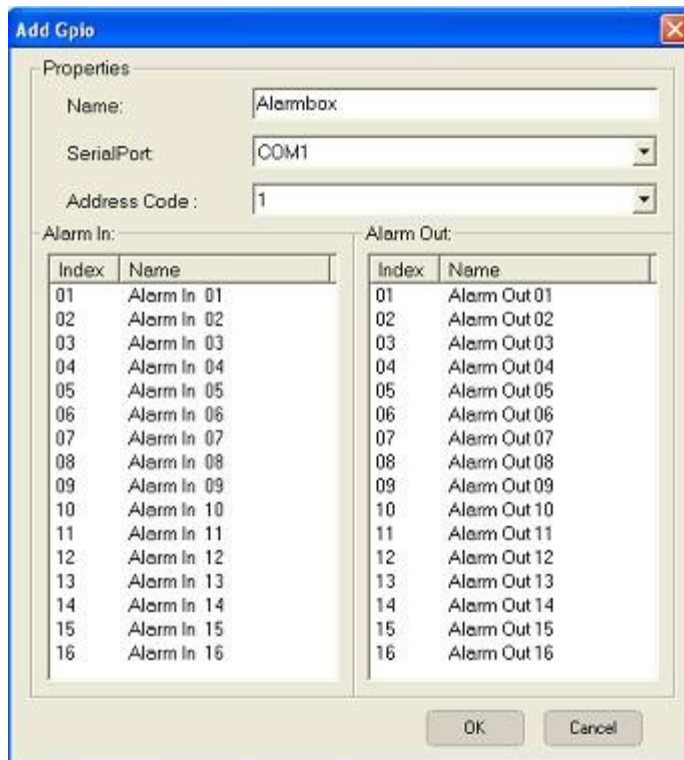 Add Gpio
Properties
Name: Alarmbox
SerialPort: COM1
Address Code : 1
Alarm In:
Index Name
01 Alarm In 01
02 Alarm In 02
03 Alarm In 03
04 Alarm In 04
05 Alarm In 05
06 Alarm In 06
07 Alarm In 07
08 Alarm In 08
09 Alarm In 09
10 Alarm In 10
11 Alarm In 11
12 Alarm In 12
13 Alarm In 13
14 Alarm In 14
15 Alarm In 15
16 Alarm In 16
Alarm Out:
Index Name
01 Alarm Out 01
02 Alarm Out 02
03 Alarm Out 03
04 Alarm Out 04
05 Alarm Out 05
06 Alarm Out 06
07 Alarm Out 07
08 Alarm Out 08
09 Alarm Out 09
10 Alarm Out 10
11 Alarm Out 11
12 Alarm Out 12
13 Alarm Out 13
14 Alarm Out 14
15 Alarm Out 15
16 Alarm Out 16
OK Cancel